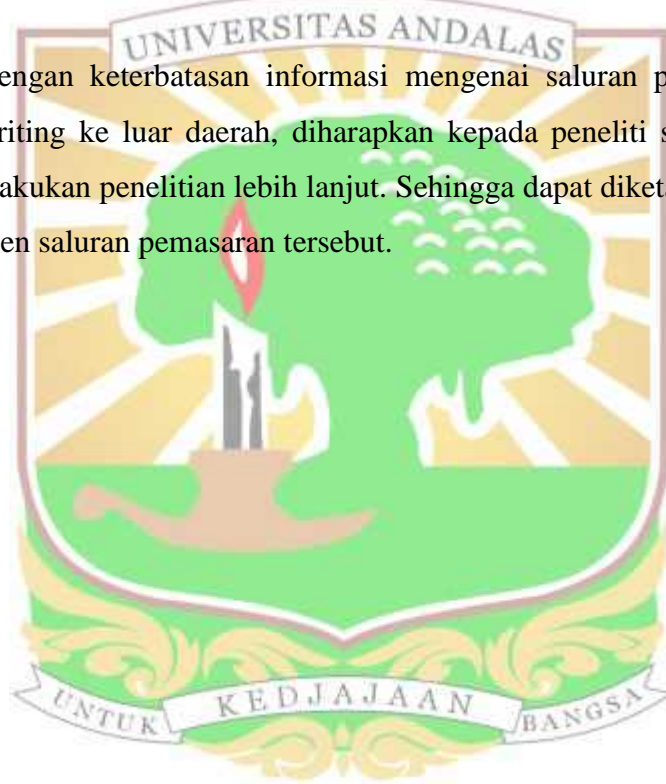 UNIVERSITAS ANDALAS
engan keterbatasan informasi mengenai saluran p
riting ke luar daerah, diharapkan kepada peneliti s
akukan penelitian lebih lanjut. Sehingga dapat diket
en saluran pemasaran tersebut.
UNTUK KEDJAJAAN BANGSA